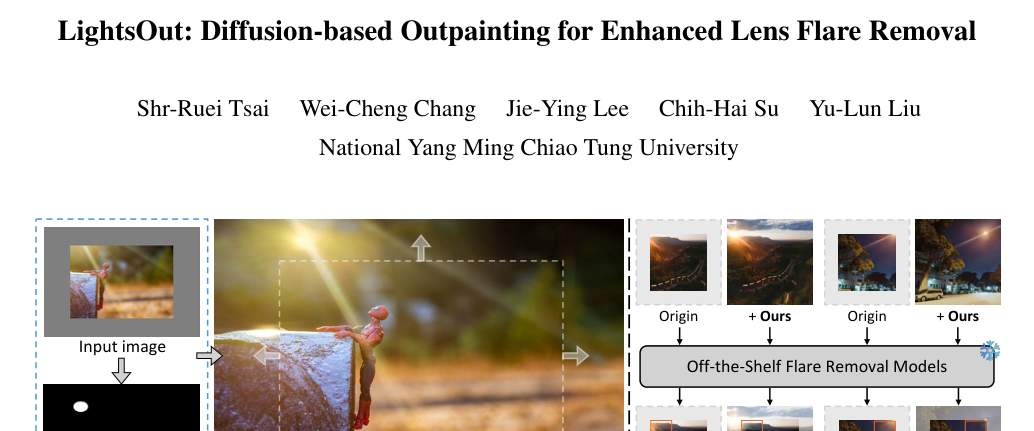 LightsOut: Diffusion-based Outpainting for Enhanced Lens Flare Removal
Shr-Ruei Tsai Wei-Cheng Chang Jie-Ying Lee Chih-Hai Su Yu-Lun Liu
National Yang Ming Chiao Tung University
Input image
Origin + Ours Origin + Ours
Off-the-Shelf Flare Removal Models